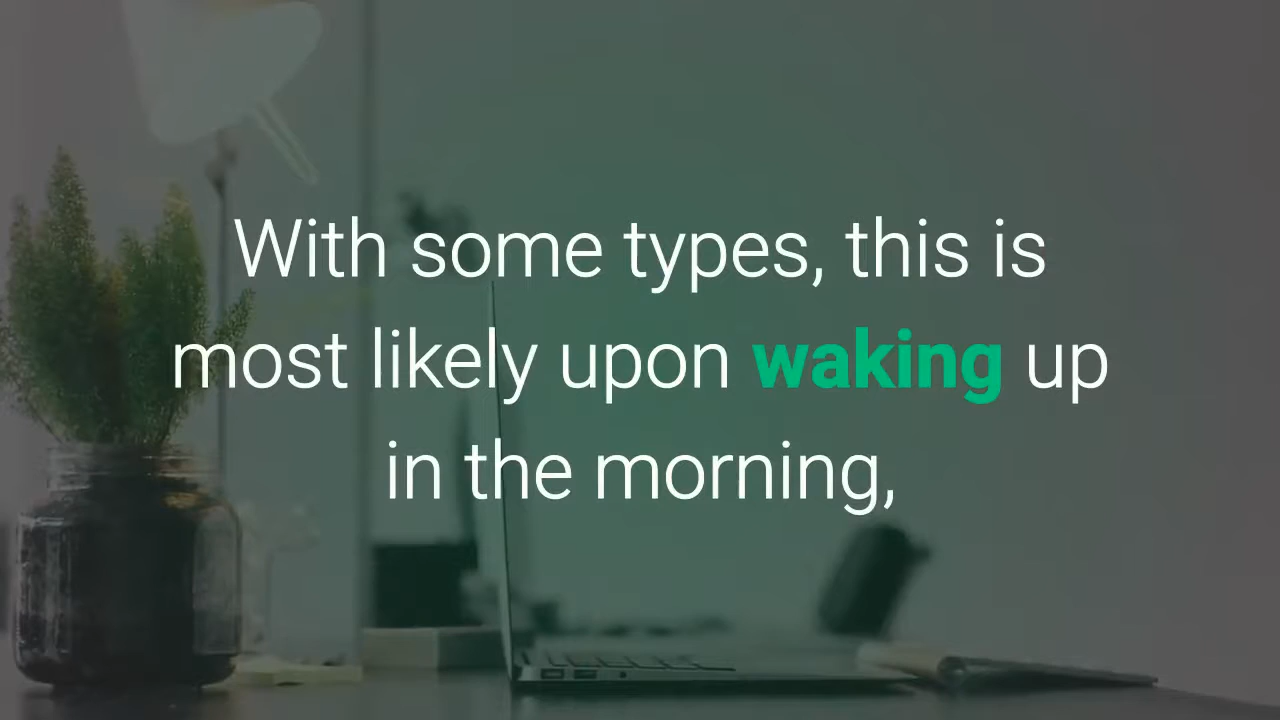 With some types, this is
most likely upon waking up
in the morning,